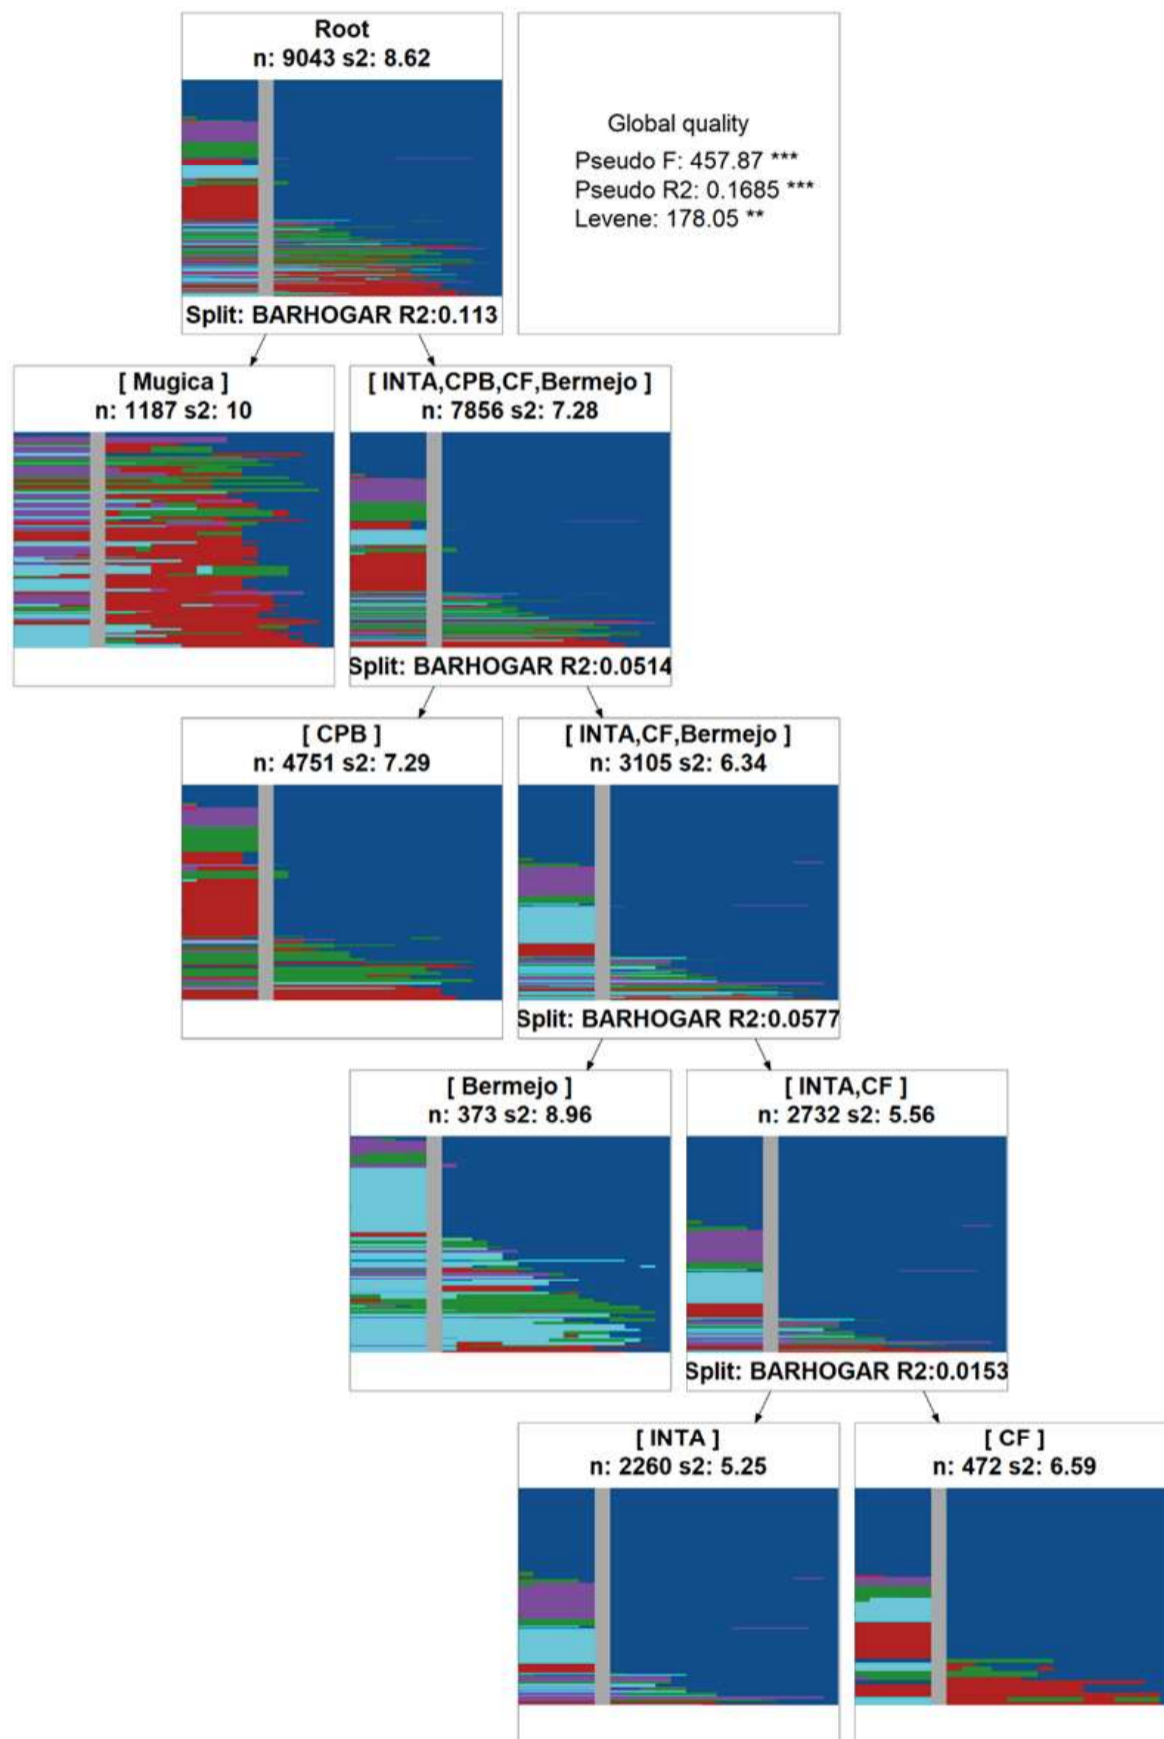 Root
n: 9043 s2: 8.62
Split: BARHOGAR R2:0.113
Global quality
Pseudo F: 457.87 ***
Pseudo R2: 0.1685 ***
Levene: 178.05 **
[ Mugica ]
n: 1187 s2: 10
[ INTA,CPB,CF,Bermejo ]
n: 7856 s2: 7.28
Split: BARHOGAR R2:0.0514
[ CPB ]
n: 4751 s2: 7.29
[ INTA,CF,Bermejo ]
n: 3105 s2: 6.34
Split: BARHOGAR R2:0.0577
[ Bermejo ]
n: 373 s2: 8.96
[ INTA,CF ]
n: 2732 s2: 5.56
Split: BARHOGAR R2:0.0153
[ INTA ]
n: 2260 s2: 5.25
[ CF ]
n: 472 s2: 6.59